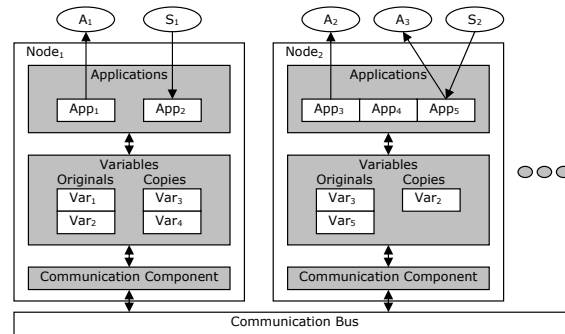 A₁ S₁ A₂ A₃ S₂
Node₁ Node₂
Applications Applications
App₁ App₂ App₃ App₄ App₅
Variables Variables
Originals Copies Originals Copies
Var₁ Var₃ Var₃ Var₂
Var₂ Var₄ Var₅
Communication Component Communication Component
Communication Bus